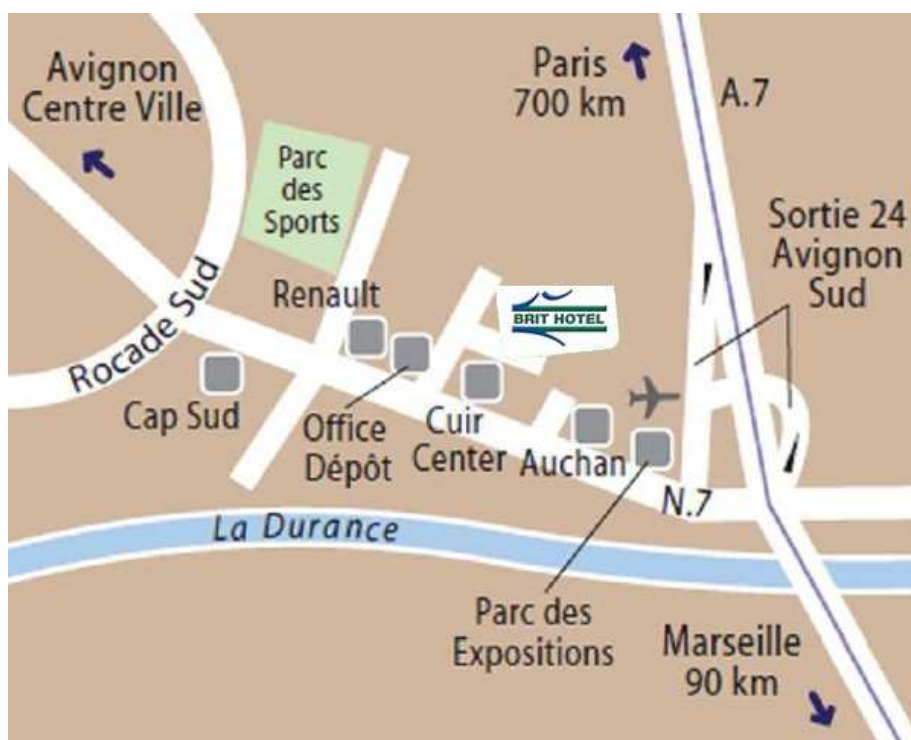 Avignon
Centre Ville
Paris
700 km
A.7
Parc
des
Sports
Sortie 24
Avignon
Sud
Renault
BRIT HOTEL
Rocade Sud
Cap Sud
Office
Dépôt
Cuir
Center
Auchan
N.7
La Durance
Parc des
Expositions
Marseille
90 km